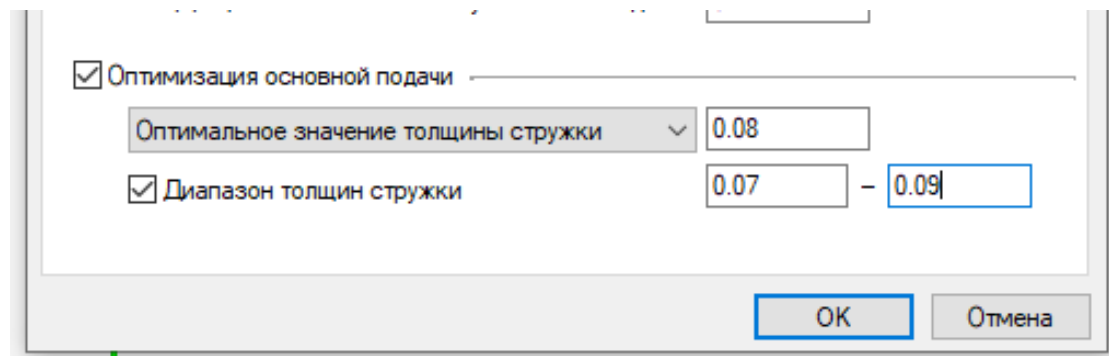 Оптимизация основной подачи
Оптимальное значение толщины стружки 0.08
Диапазон толщин стружки 0.07 – 0.09
OK Отмена